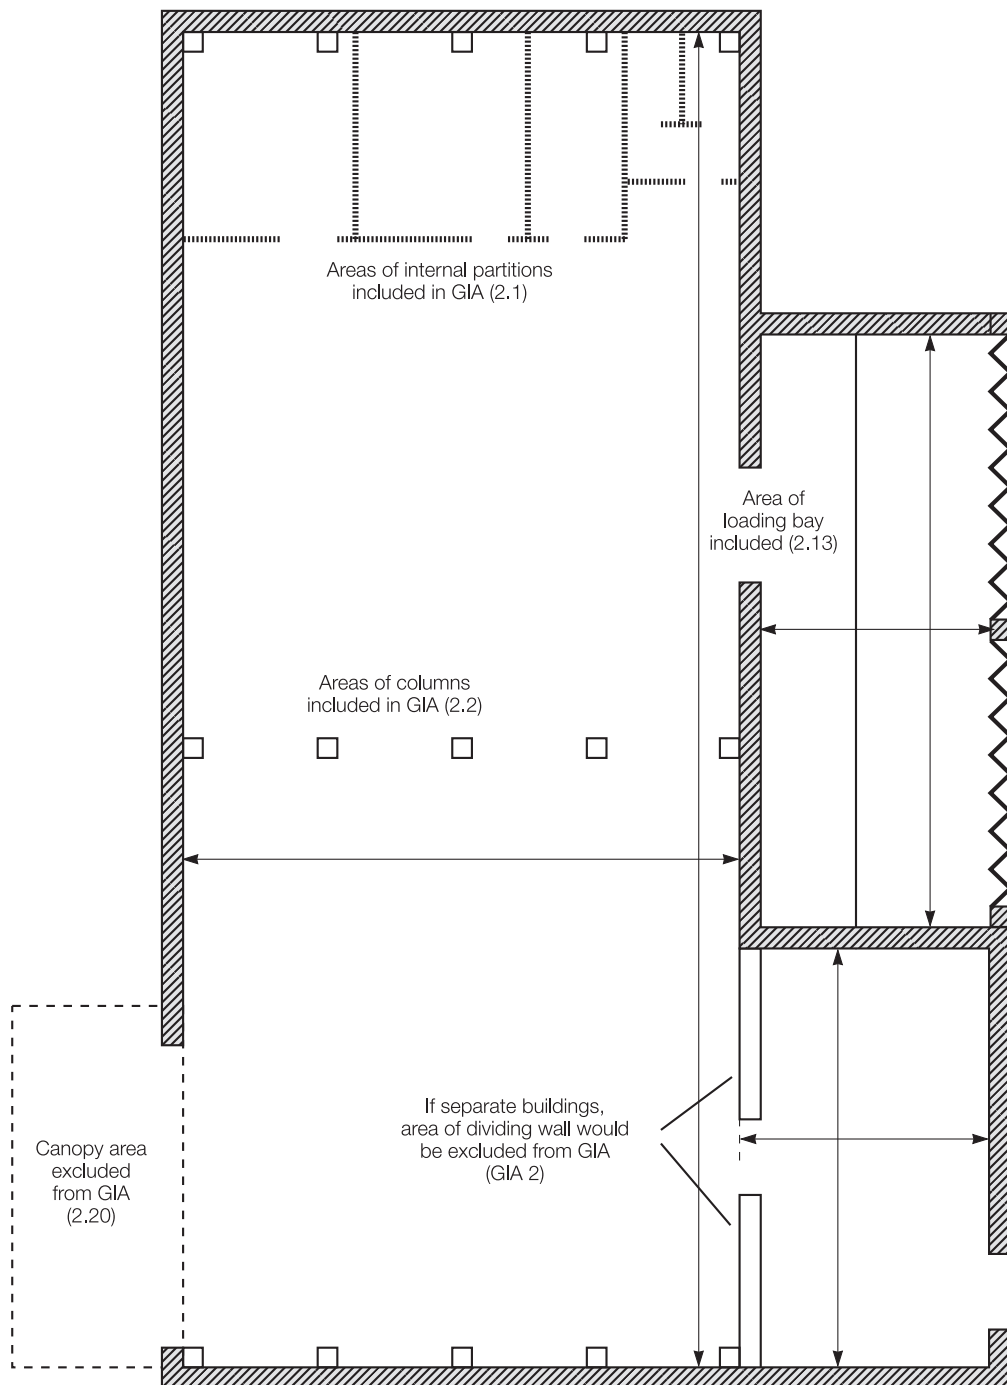 Areas of internal partitions
included in GIA (2.1)
Area of
loading bay
included (2.13)
Areas of columns
included in GIA (2.2)
If separate buildings,
area of dividing wall would
be excluded from GIA
(GIA 2)
Canopy area
excluded
from GIA
(2.20)